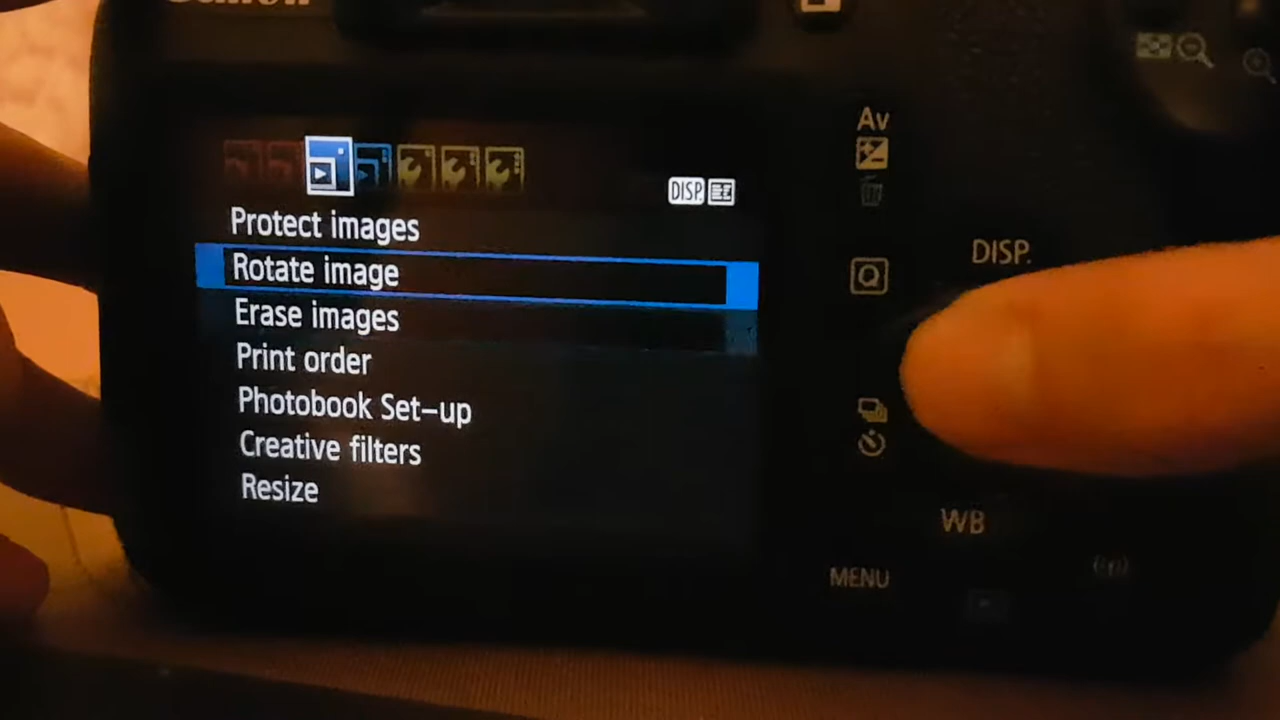 Canon
Av
DISP.
Protect images
Rotate image
Q
DISP.
Erase images
Print order
Photobook Set-up
Creative filters
Resize
WB
MENU